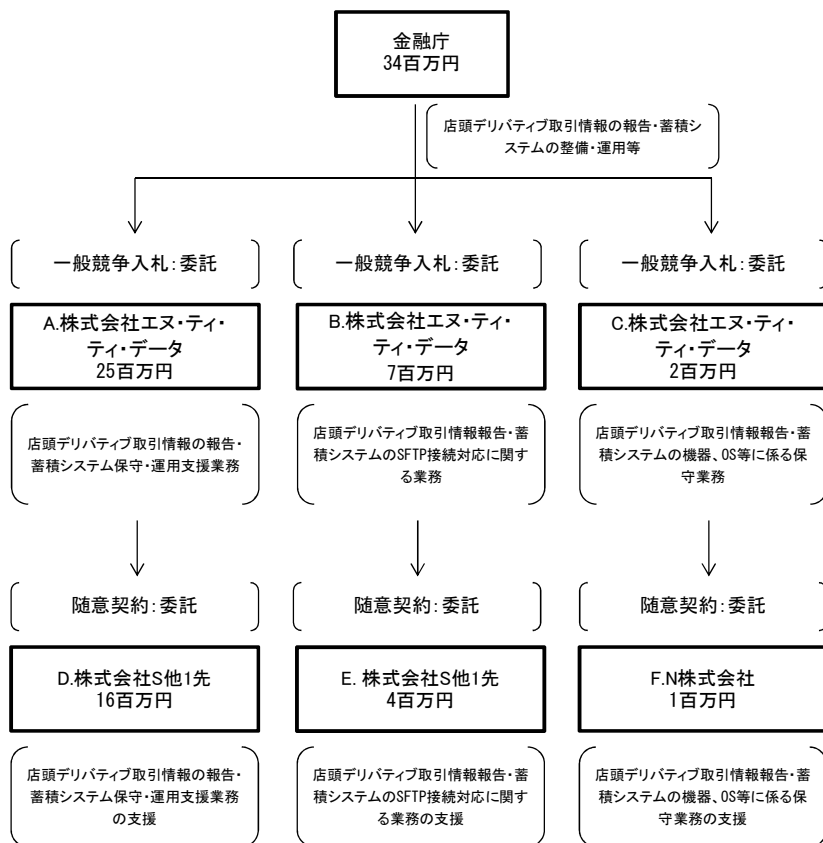 金融庁
34百万円
店頭デリバティブ取引情報の報告・蓄積シ
ステムの整備・運用等
一般競争入札:委託
一般競争入札:委託
一般競争入札:委託
A.株式会社エヌ・ティ・
ティ・データ
25百万円
B.株式会社エヌ・ティ・
ティ・データ
7百万円
C.株式会社エヌ・ティ・
ティ・データ
2百万円
店頭デリバティブ取引情報の報告・
蓄積システム保守・運用支援業務
店頭デリバティブ取引情報報告・蓄
積システムのSFTP接続対応に関す
る業務
店頭デリバティブ取引情報報告・蓄
積システムの機器、OS等に係る保
守業務
随意契約:委託
随意契約:委託
随意契約:委託
D.株式会社S他1先
16百万円
E. 株式会社S他1先
4百万円
F.N株式会社
1百万円
店頭デリバティブ取引情報の報告・
蓄積システム保守・運用支援業務
の支援
店頭デリバティブ取引情報報告・蓄
積システムのSFTP接続対応に関す
る業務の支援
店頭デリバティブ取引情報報告・蓄
積システムの機器、OS等に係る保
守業務の支援